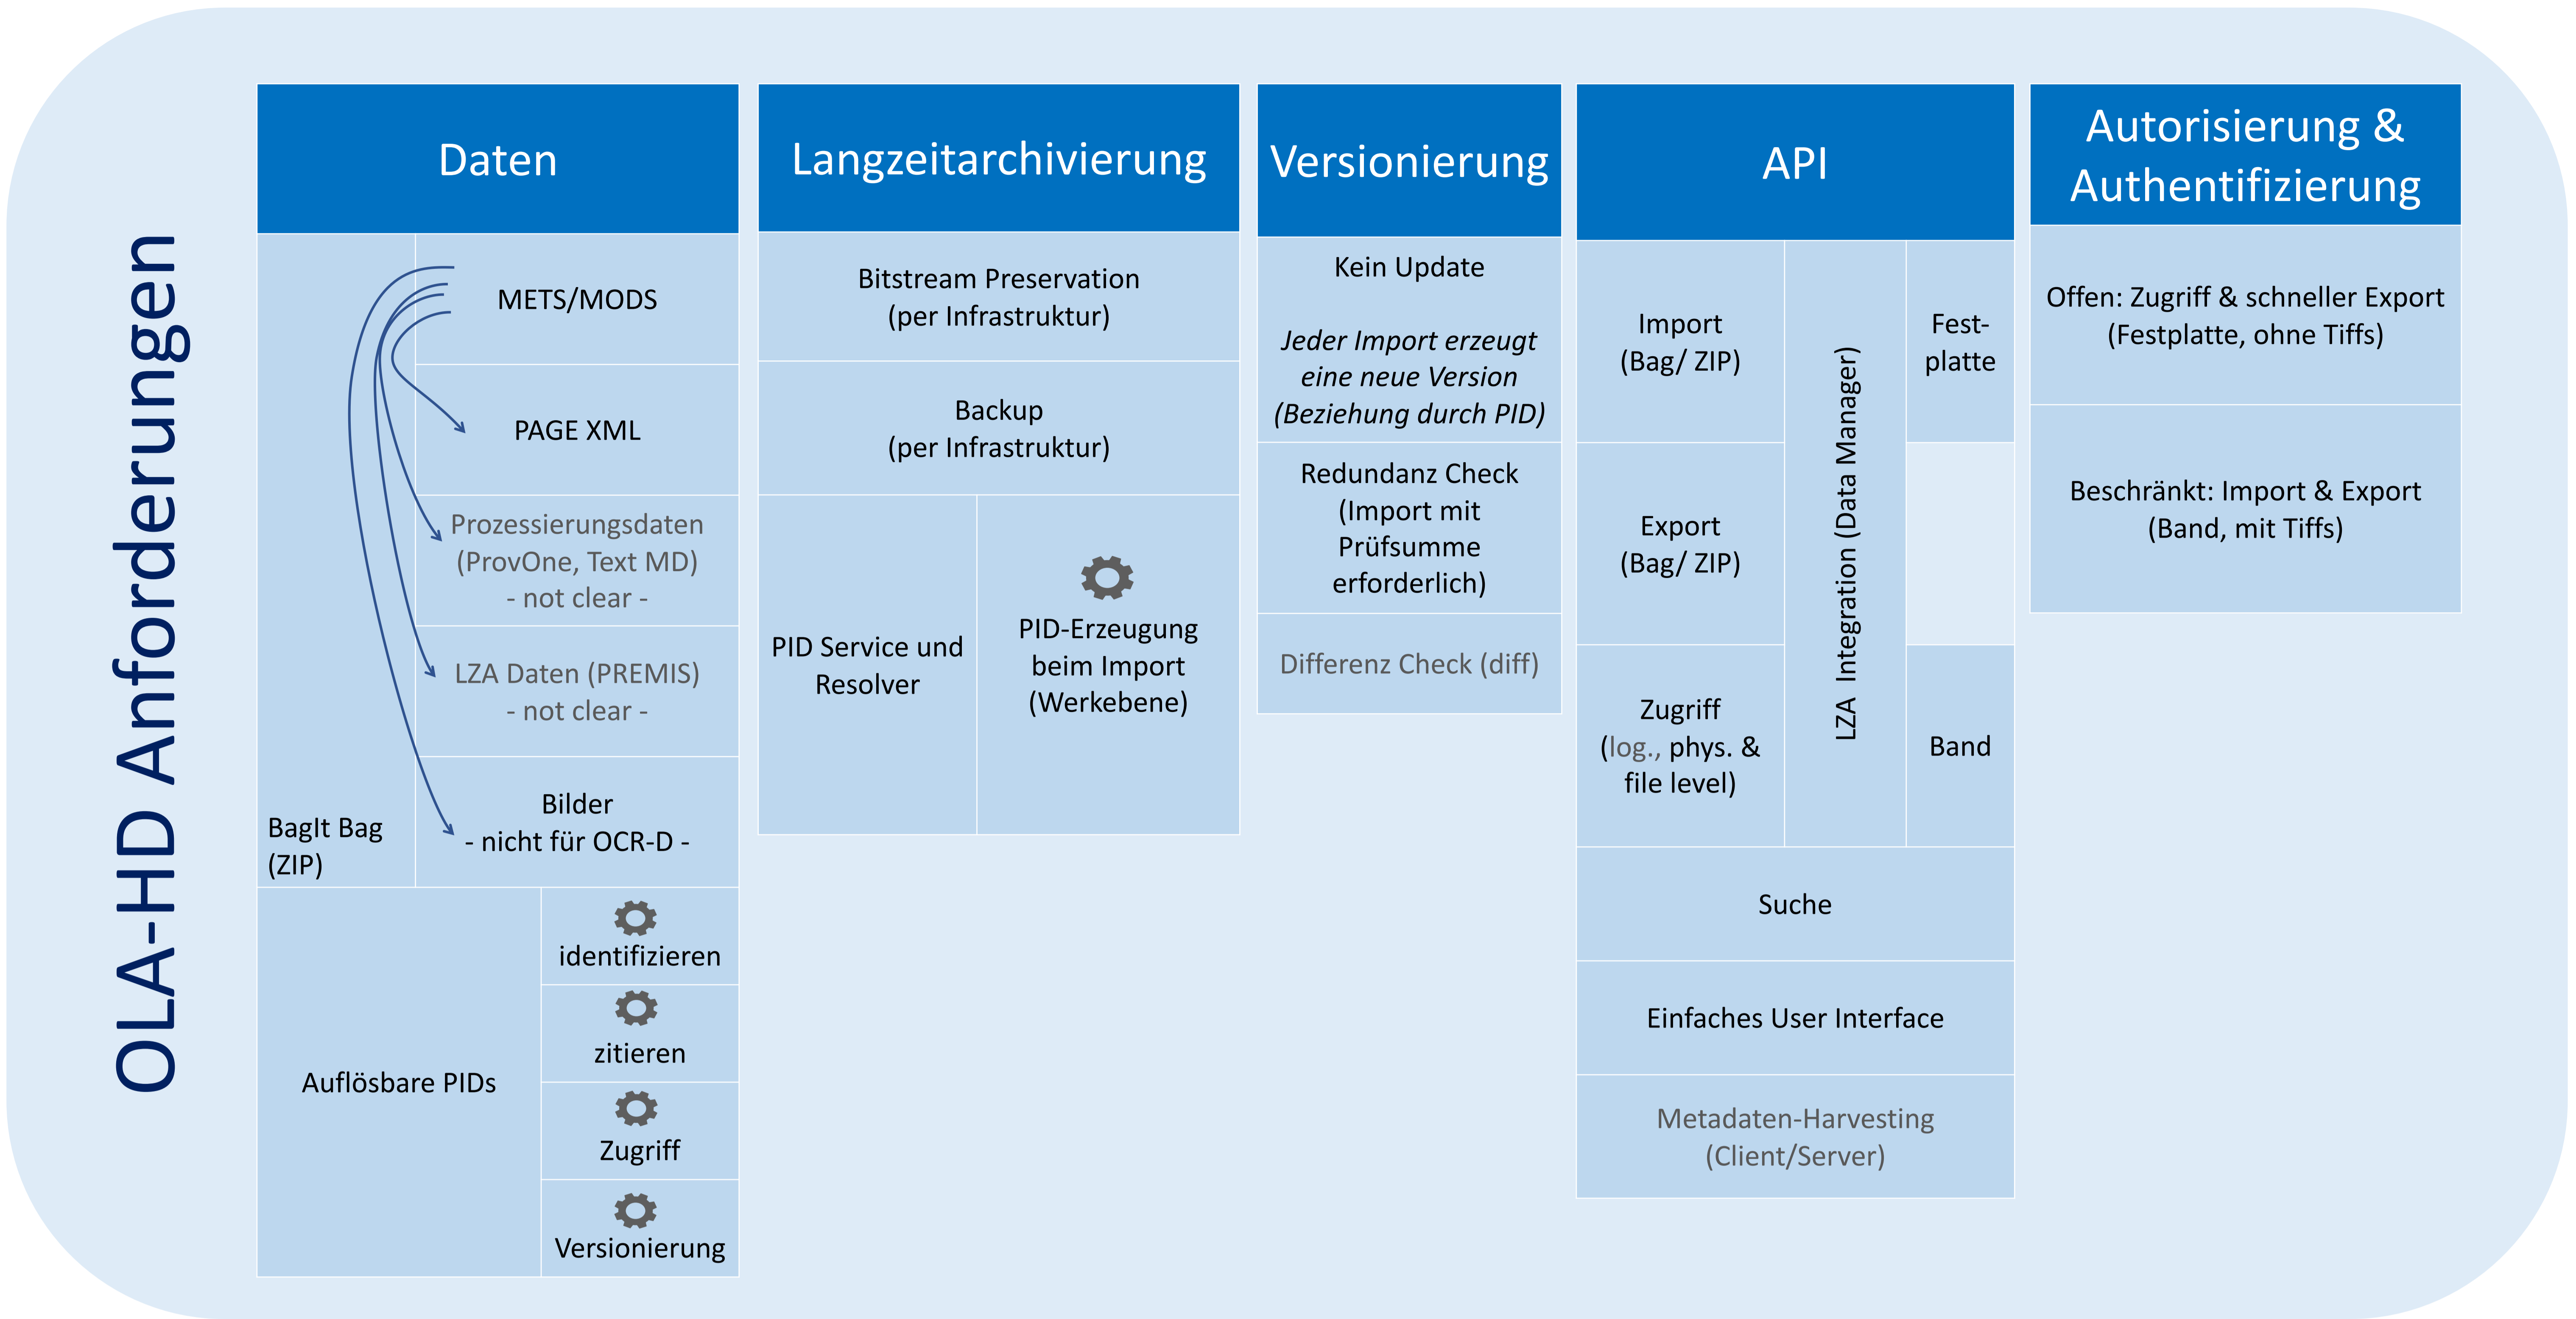 OLA-HD Anforderungen
Daten
METS/MODS
PAGE XML
Prozessierungsdaten
(ProvOne, Text MD)
- not clear -
LZA Daten (PREMIS)
- not clear -
Bilder
- nicht für OCR-D -
BagIt Bag
(ZIP)
Auflösbare PIDs
identifizieren
zitieren
Zugriff
Versionierung
Langzeitarchivierung
Bitstream Preservation
(per Infrastruktur)
Backup
(per Infrastruktur)
PID Service und
Resolver
PID-Erzeugung
beim Import
(Werkebene)
Versionierung
Kein Update
Jeder Import erzeugt
eine neue Version
(Beziehung durch PID)
Redundanz Check
(Import mit
Prüfsumme
erforderlich)
Differenz Check (diff)
API
Import
(Bag/ ZIP)
Export
(Bag/ ZIP)
Zugriff
(log., phys. &
file level)
LZA Integration (Data Manager)
Fest-
platte
Band
Suche
Einfaches User Interface
Metadaten-Harvesting
(Client/Server)
Autorisierung &
Authentifizierung
Offen: Zugriff & schneller Export
(Festplatte, ohne Tiffs)
Beschränkt: Import & Export
(Band, mit Tiffs)